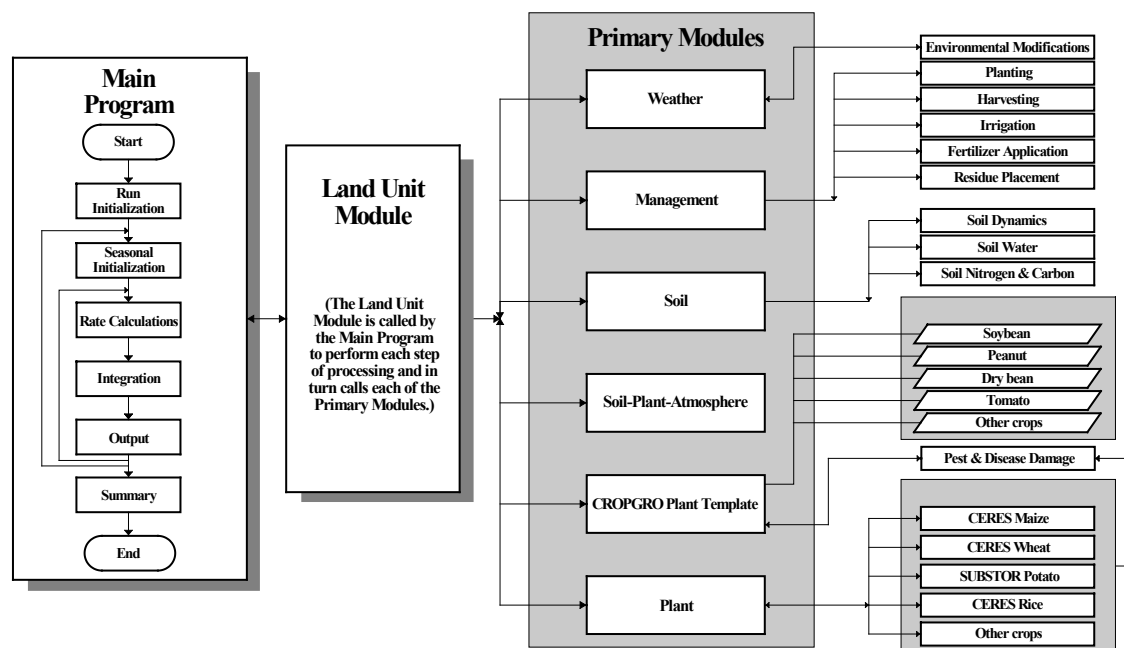 Main
Program
Start
Run
Initialization
Seasonal
Initialization
Rate Calculations
Integration
Output
Summary
End
Land Unit
Module
(The Land Unit
Module is called by
the Main Program
to perform each step
of processing and in
turn calls each of the
Primary Modules.)
Primary Modules
Weather
Management
Soil
Soil-Plant-Atmosphere
CROPGRO Plant Template
Plant
Environmental Modifications
Planting
Harvesting
Irrigation
Fertilizer Application
Residue Placement
Soil Dynamics
Soil Water
Soil Nitrogen & Carbon
Soybean
Peanut
Dry bean
Tomato
Other crops
Pest & Disease Damage
CERES Maize
CERES Wheat
SUBSTOR Potato
CERES Rice
Other crops